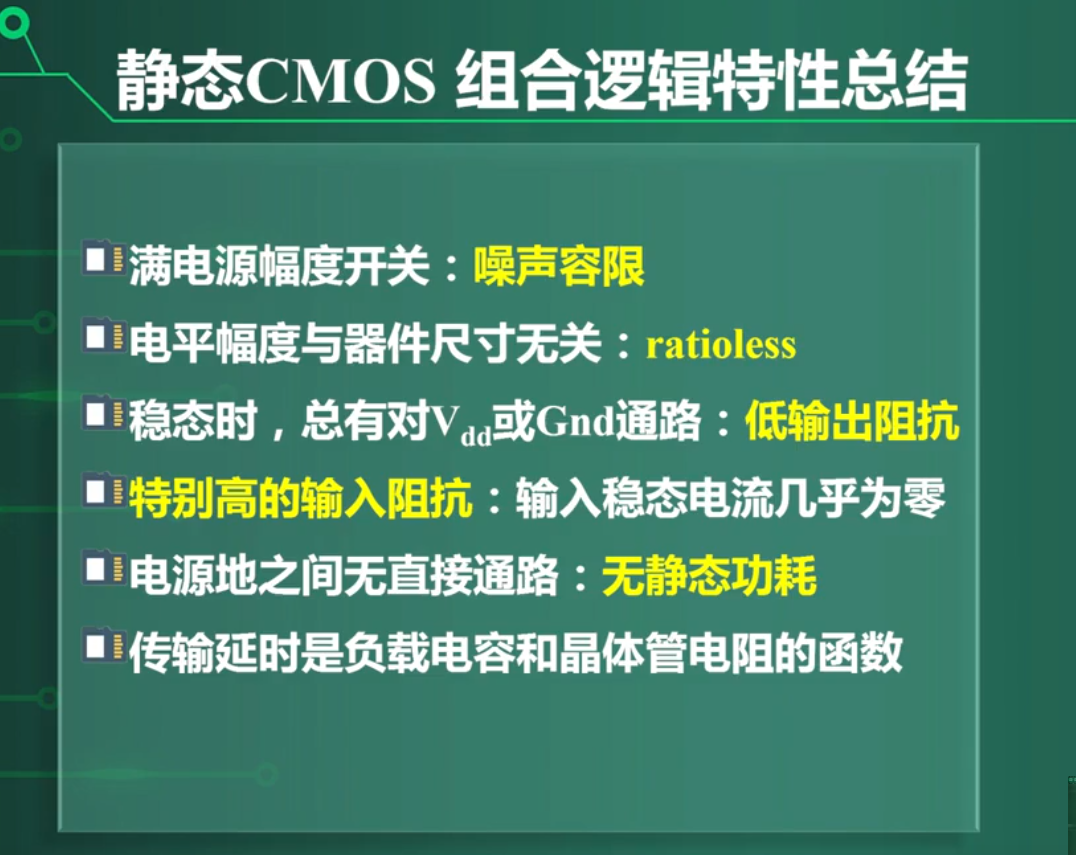 静态CMOS 组合逻辑特性总结
满电源幅度开关：噪声容限
电平幅度与器件尺寸无关：ratioless
稳态时，总有对Vdd或Gnd通路：低输出阻抗
特别高的输入阻抗：输入稳态电流几乎为零
电源地之间无直接通路：无静态功耗
传输延时是负载电容和晶体管电阻的函数